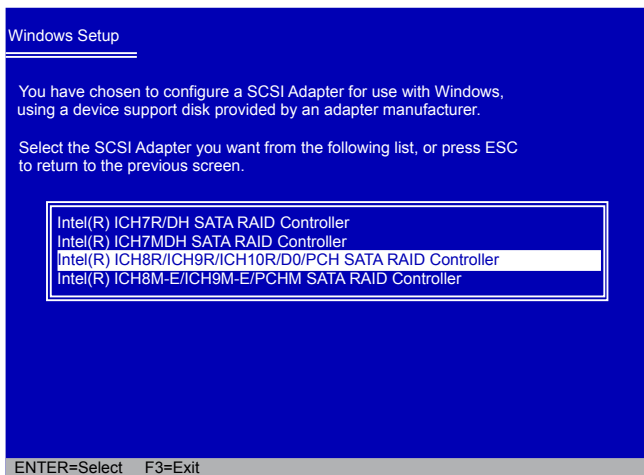 Windows Setup
You have chosen to configure a SCSI Adapter for use with Windows,
using a device support disk provided by an adapter manufacturer.
Select the SCSI Adapter you want from the following list, or press ESC
to return to the previous screen.
Intel(R) ICH7R/DH SATA RAID Controller
Intel(R) ICH7MDH SATA RAID Controller
Intel(R) ICH8R/ICH9R/ICH10R/D0/PCH SATA RAID Controller
Intel(R) ICH8M-E/ICH9M-E/PCHM SATA RAID Controller
ENTER=Select F3=Exit